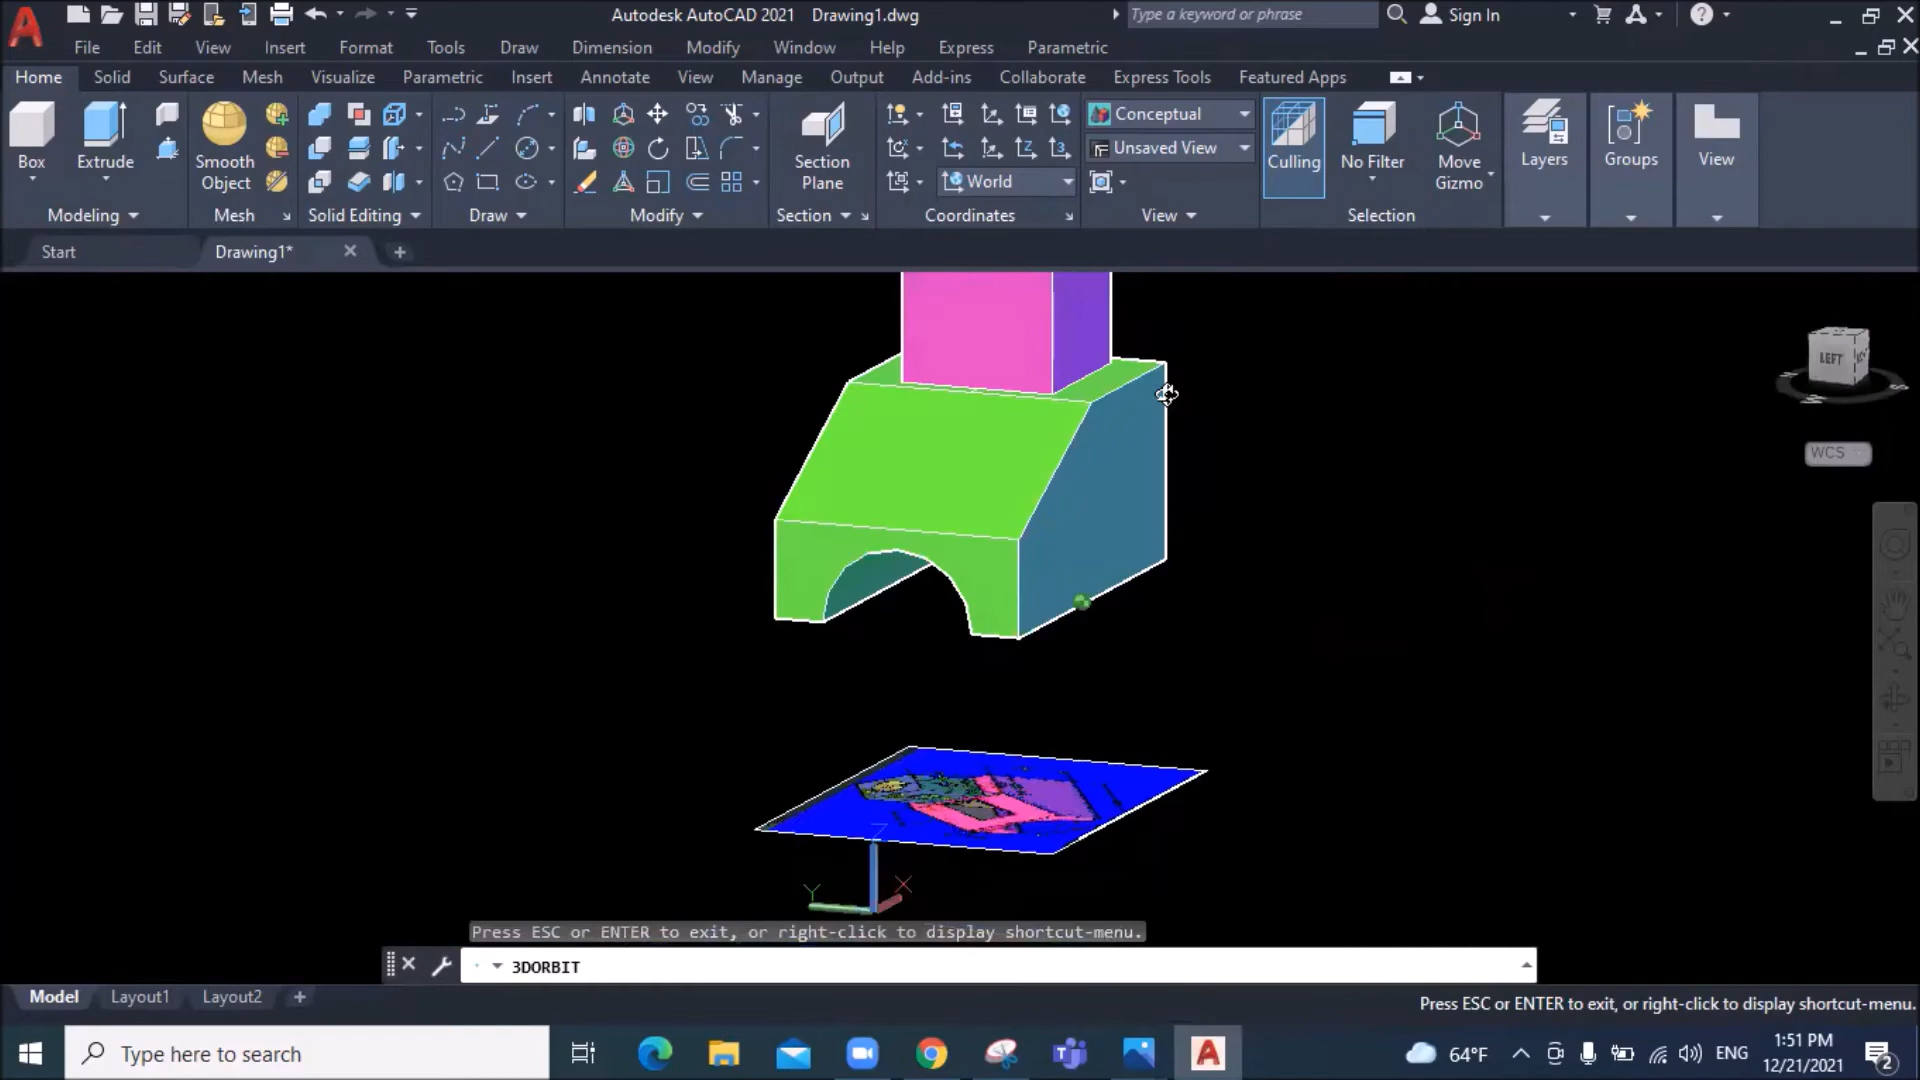 Autodesk AutoCAD 2021 Drawing1.dwg
Type a keyword or phrase
Sign In
File Edit View Insert Format Tools Draw Dimension Modify Window Help Express Parametric
Home Solid Surface Mesh Visualize Parametric Insert Annotate View Manage Output Add-ins Collaborate Express Tools Featured Apps
Box
Extrude
Smooth Object
Section Plane
World
Conceptual
Unsaved View
Culling
No Filter
Move Gizmo
Layers
Groups
View
Modeling
Mesh
Solid Editing
Draw
Modify
Section
Coordinates
View
Selection
Start
Drawing1*
LEFT
WCS
Z
Y
X
Press ESC or ENTER to exit, or right-click to display shortcut-menu.
3DORBIT
Model Layout1 Layout2
Press ESC or ENTER to exit, or right-click to display shortcut-menu.
Type here to search
64°F
ENG
1:51 PM
12/21/2021
2